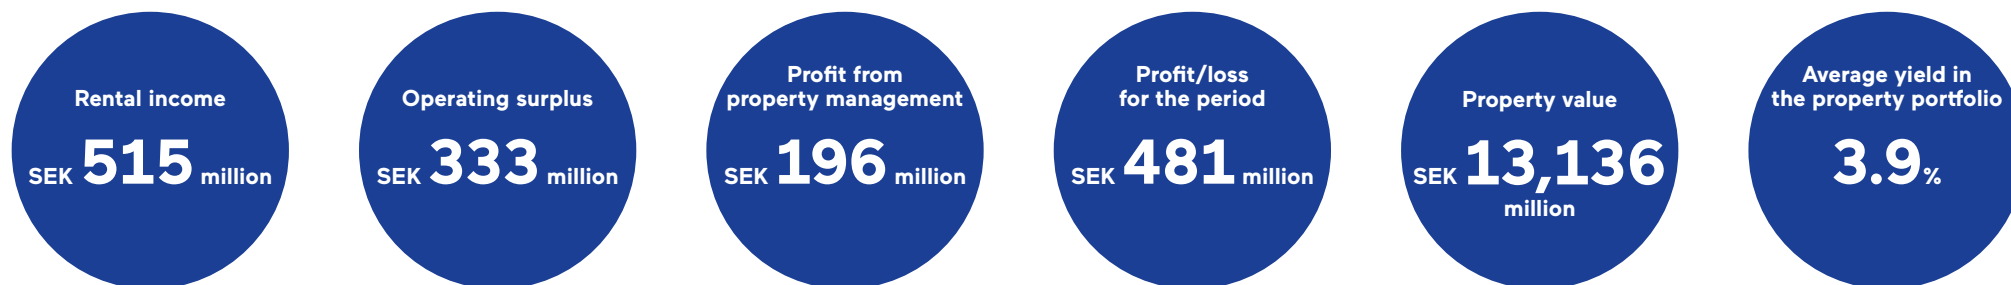 Rental income
SEK 515 million
Operating surplus
SEK 333 million
Profit from
property management
SEK 196 million
Profit/loss
for the period
SEK 481 million
Property value
SEK 13,136
million
Average yield in
the property portfolio
3.9%